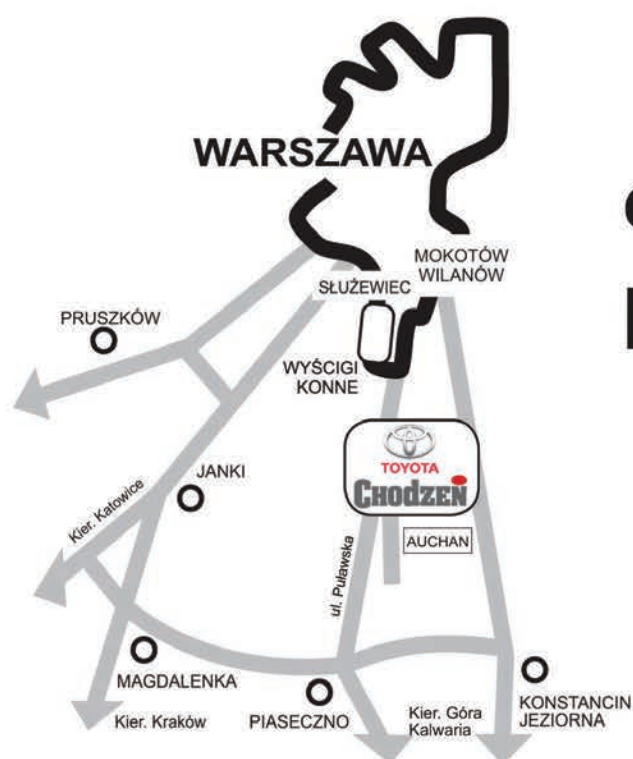 WARSZAWA
MOKOTÓW
WILANÓW
SŁUŻEWIEC
PRUSZKÓW
WYŚCIGI
KONNE
TOYOTA
CHODZEŃ
JANKI
Kier. Katowice
AUCHAN
ul. Puławska
MAGDALENKA
Kier. Kraków
PIASECZNO
Kier. Góra
Kalwaria
KONSTANCIN
JEZIORNA